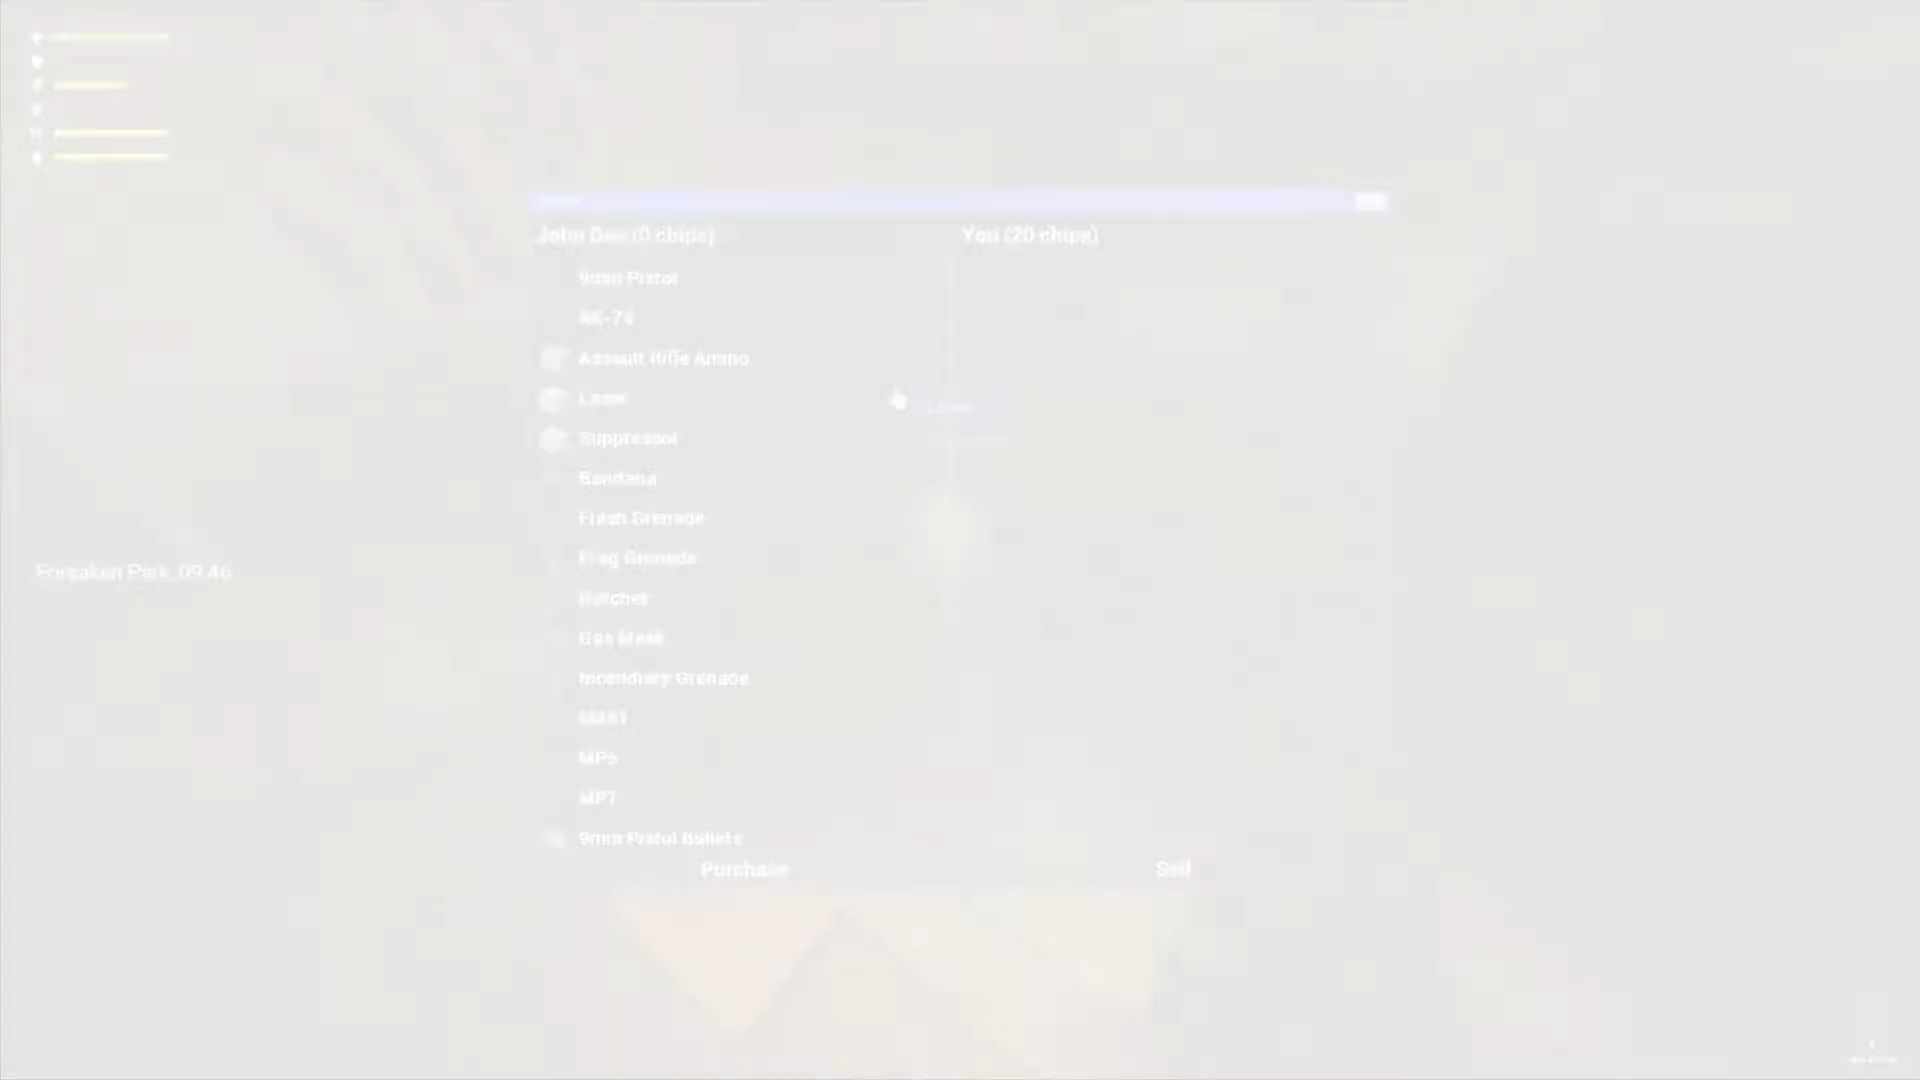 John Doe (0 chips)
You (20 chips)
9mm Pistol
AK-74
Assault Rifle Ammo
Laser
Suppressor
Bandana
Flash Grenade
Frag Grenade
Hatchet
Gas Mask
Incendiary Grenade
MP5
MP7
9mm Pistol Bullets
Purchase
Sell
Forsaken Park, 09:46